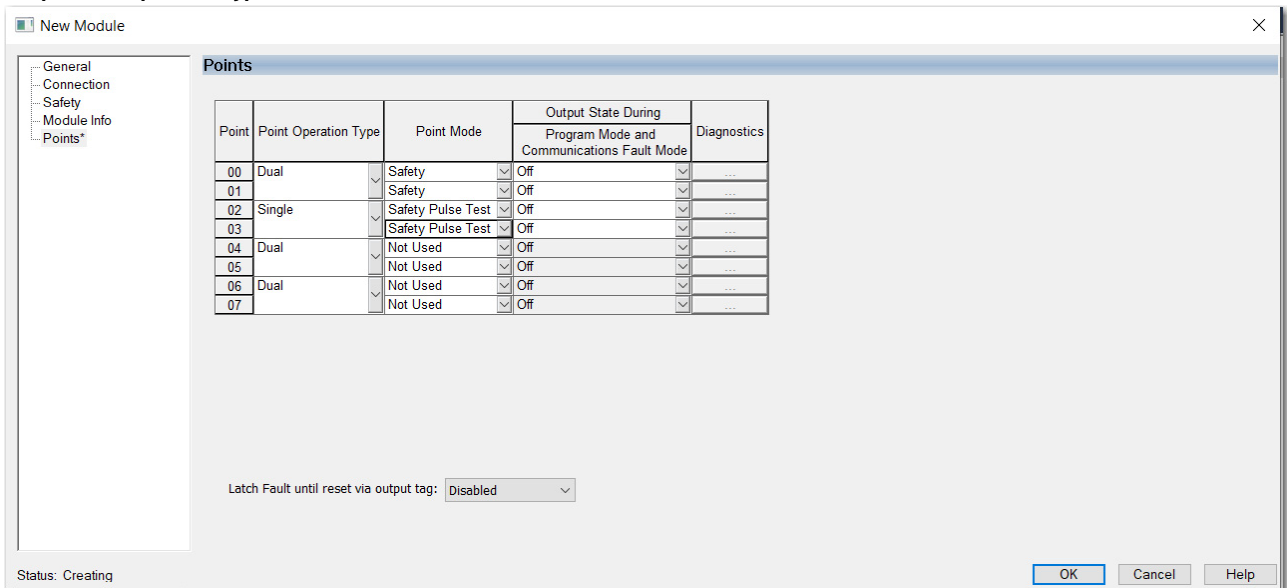 New Module
General
Connection
Safety
Module Info
Points*
Points
Point Point Operation Type Point Mode Output State During Diagnostics
Program Mode and
Communications Fault Mode
00 Dual Safety Off ...
01 Safety Off ...
02 Single Safety Pulse Test Off ...
03 Safety Pulse Test Off ...
04 Dual Not Used Off ...
05 Not Used Off ...
06 Dual Not Used Off ...
07 Not Used Off ...
Latch Fault until reset via output tag: Disabled
Status: Creating
OK Cancel Help